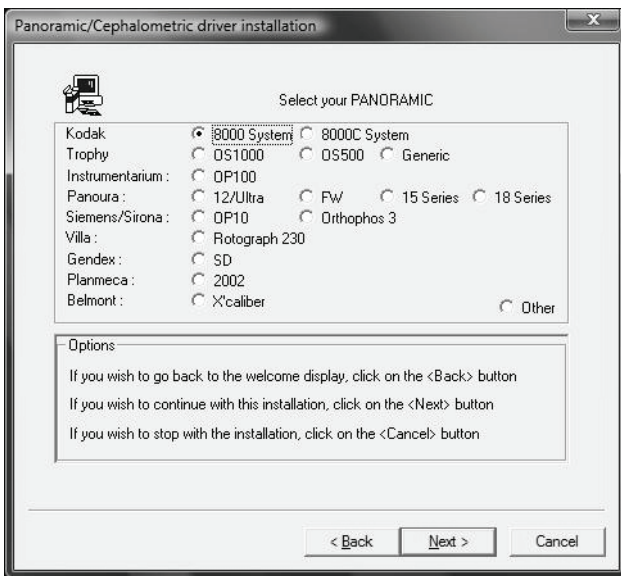 Panoramic/Cephalometric driver installation
Select your PANORAMIC
Kodak 8000 System 8000C System
Trophy OS1000 OS500 Generic
Instrumentarium : OP100
Panoura : 12/Ultra FW 15 Series 18 Series
Siemens/Sirona : OP10 Orthophos 3
Villa : Rotograph 230
Gendex : SD
Planmeca : 2002
Belmont : X'caliber Other
Options
If you wish to go back to the welcome display, click on the <Back> button
If you wish to continue with this installation, click on the <Next> button
If you wish to stop with the installation, click on the <Cancel> button
< Back Next > Cancel